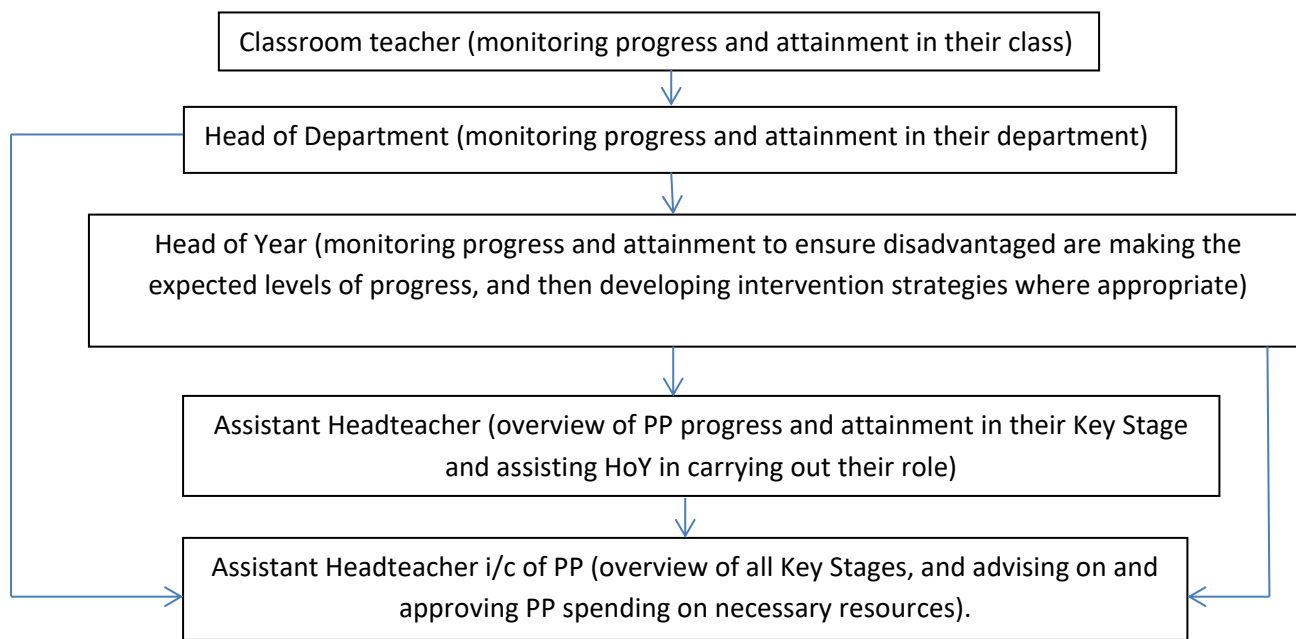 Classroom teacher (monitoring progress and attainment in their class)
Head of Department (monitoring progress and attainment in their department)
Head of Year (monitoring progress and attainment to ensure disadvantaged are making the
expected levels of progress, and then developing intervention strategies where appropriate)
Assistant Headteacher (overview of PP progress and attainment in their Key Stage
and assisting HoY in carrying out their role)
Assistant Headteacher i/c of PP (overview of all Key Stages, and advising on and
approving PP spending on necessary resources).